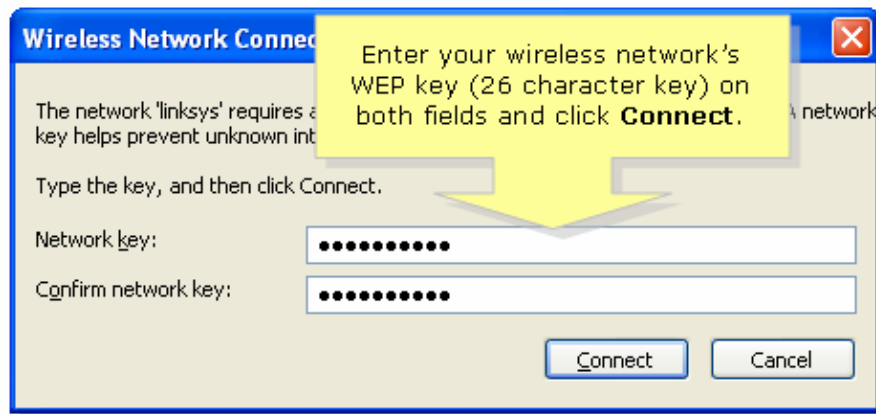 Wireless Network Connec
Enter your wireless network's
WEP key (26 character key) on
both fields and click Connect.
The network 'linksys' requires a
A network
key helps prevent unknown int
Type the key, and then click Connect.
Network key:
●●●●●●●●●●
Confirm network key:
●●●●●●●●●●
Connect
Cancel